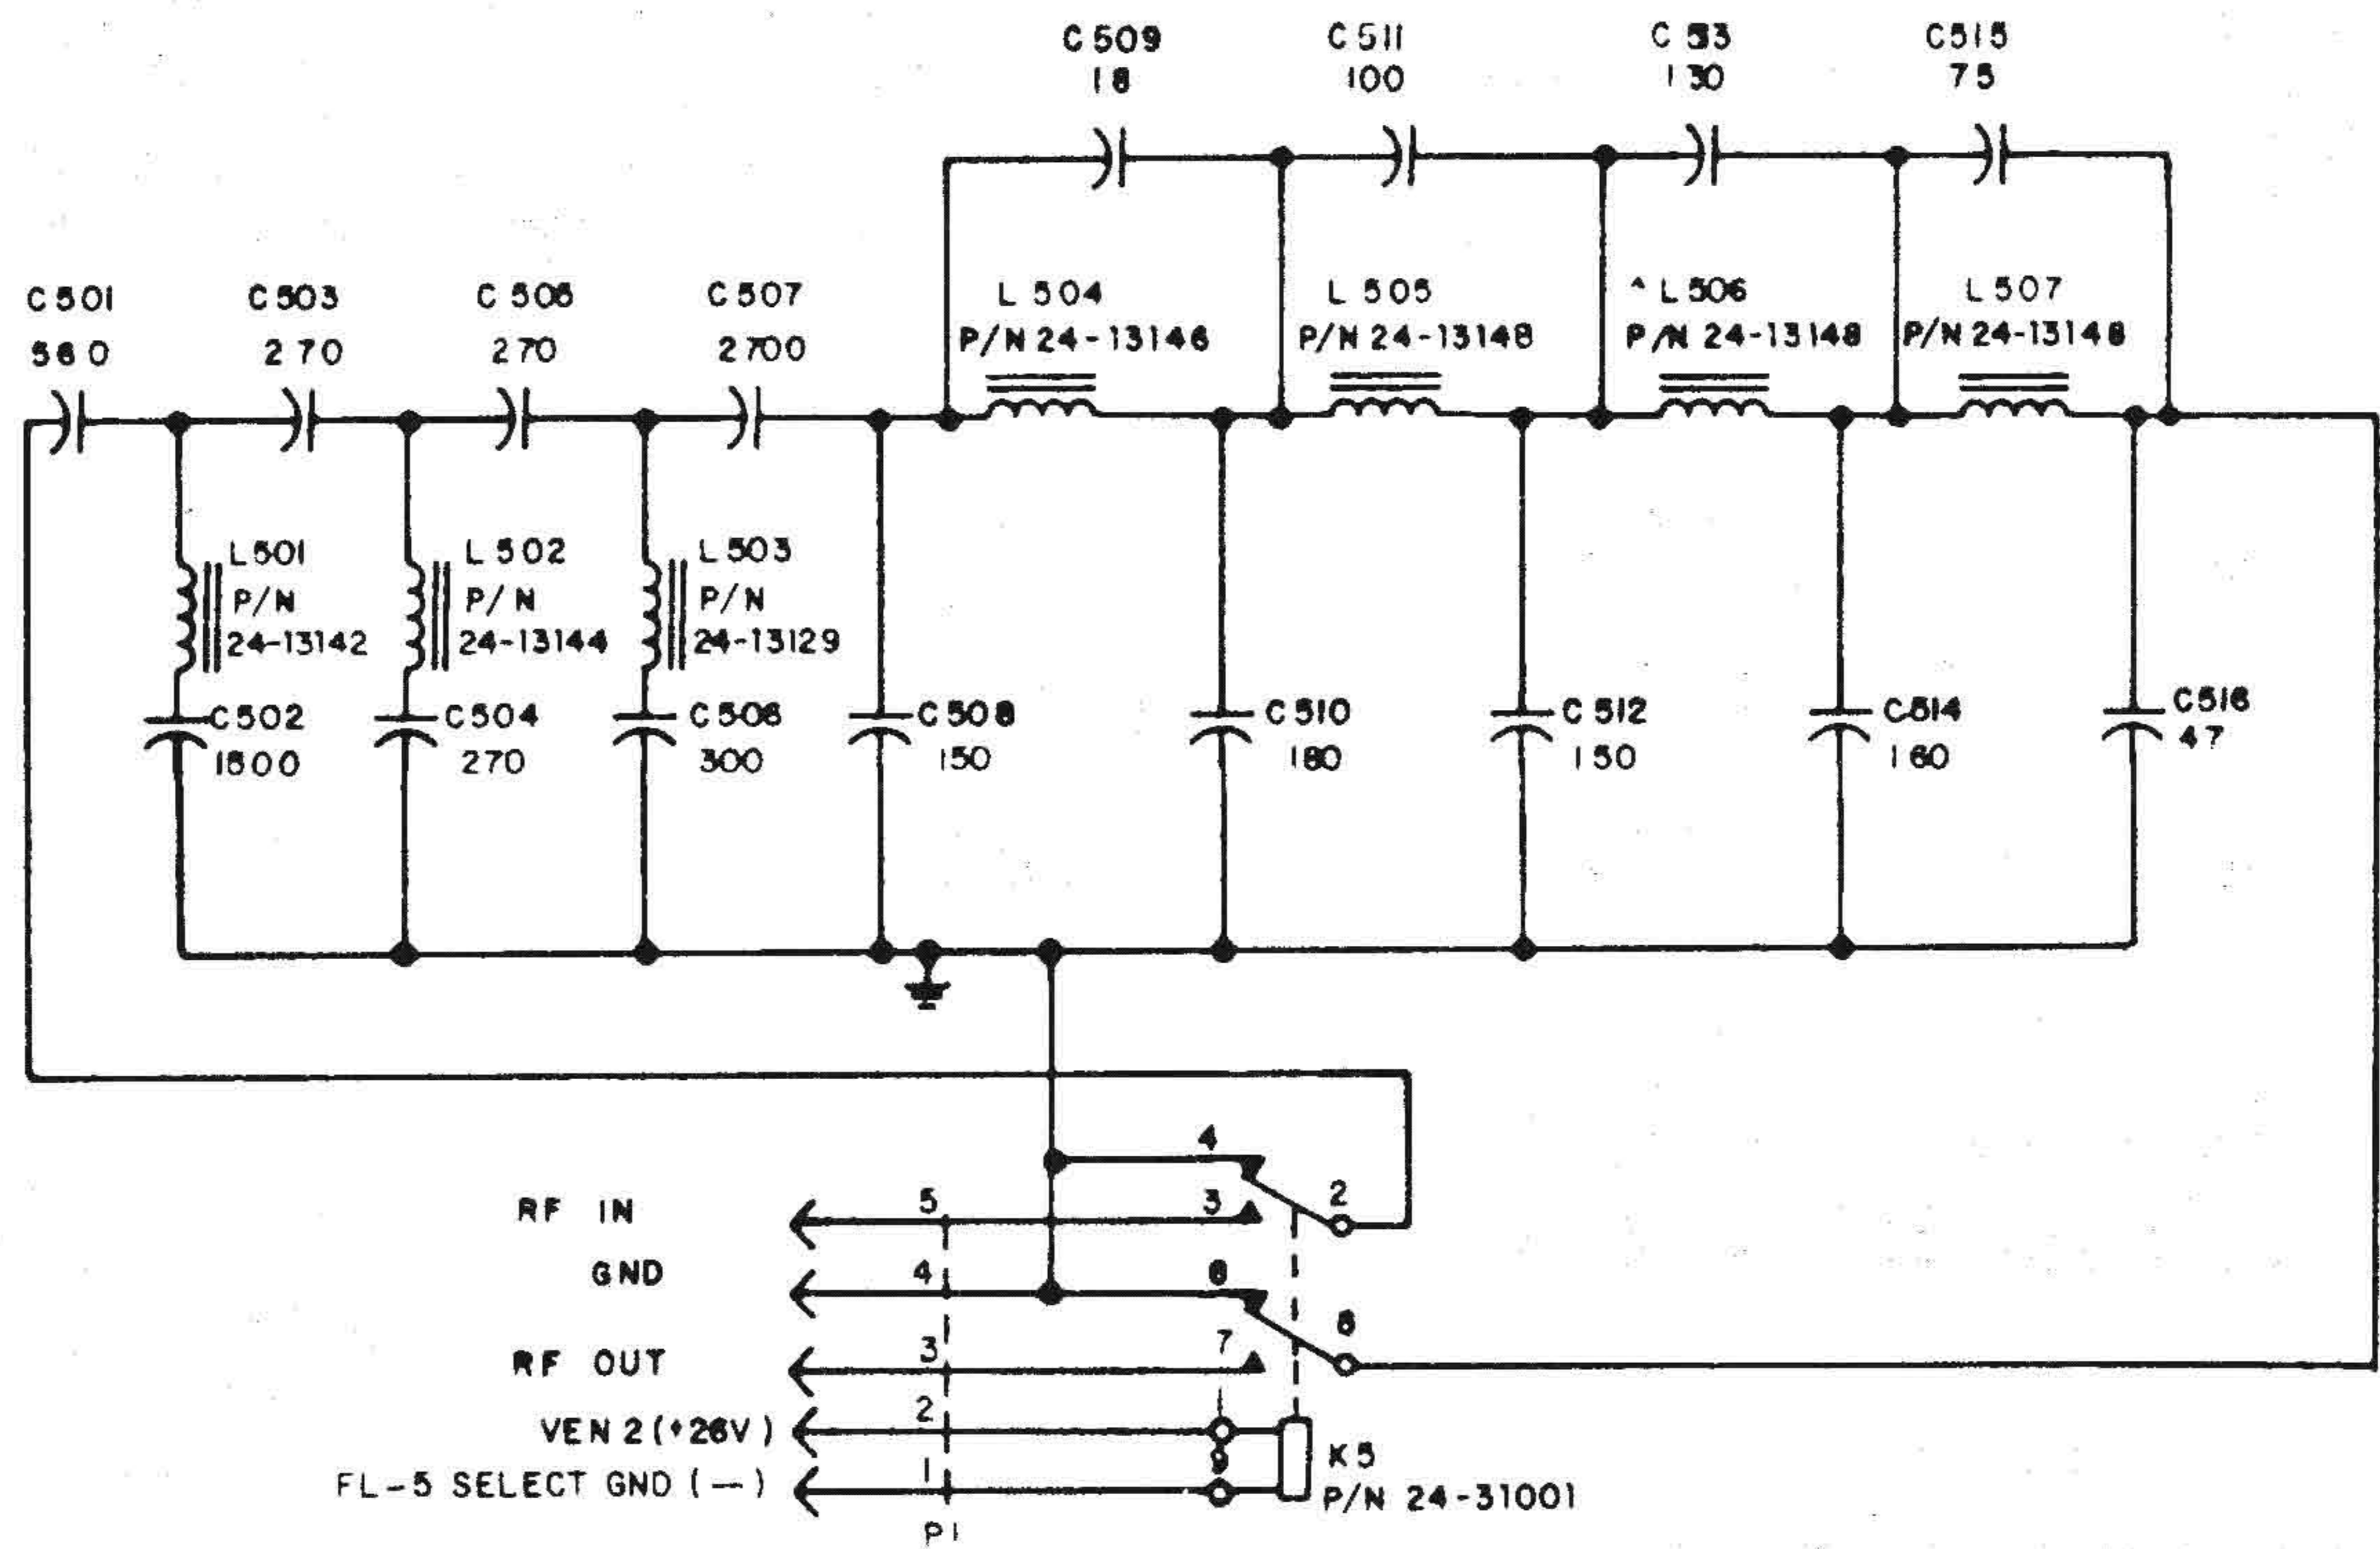 C509
18
C511
100
C513
130
C515
75
C501
560
C503
270
C505
270
C507
2700
L504
P/N 24-13146
L505
P/N 24-13148
L506
P/N 24-13148
L507
P/N 24-13148
L501
P/N
24-13142
L502
P/N
24-13144
L503
P/N
24-13129
C502
1500
C504
270
C506
300
C508
150
C510
180
C512
150
C514
160
C516
47
4
RF IN
5
3
2
GND
4
6
8
RF OUT
3
7
VEN 2 (+26V)
2
1
9
FL-5 SELECT GND (—)
1
K5
P/N 24-31001
P1